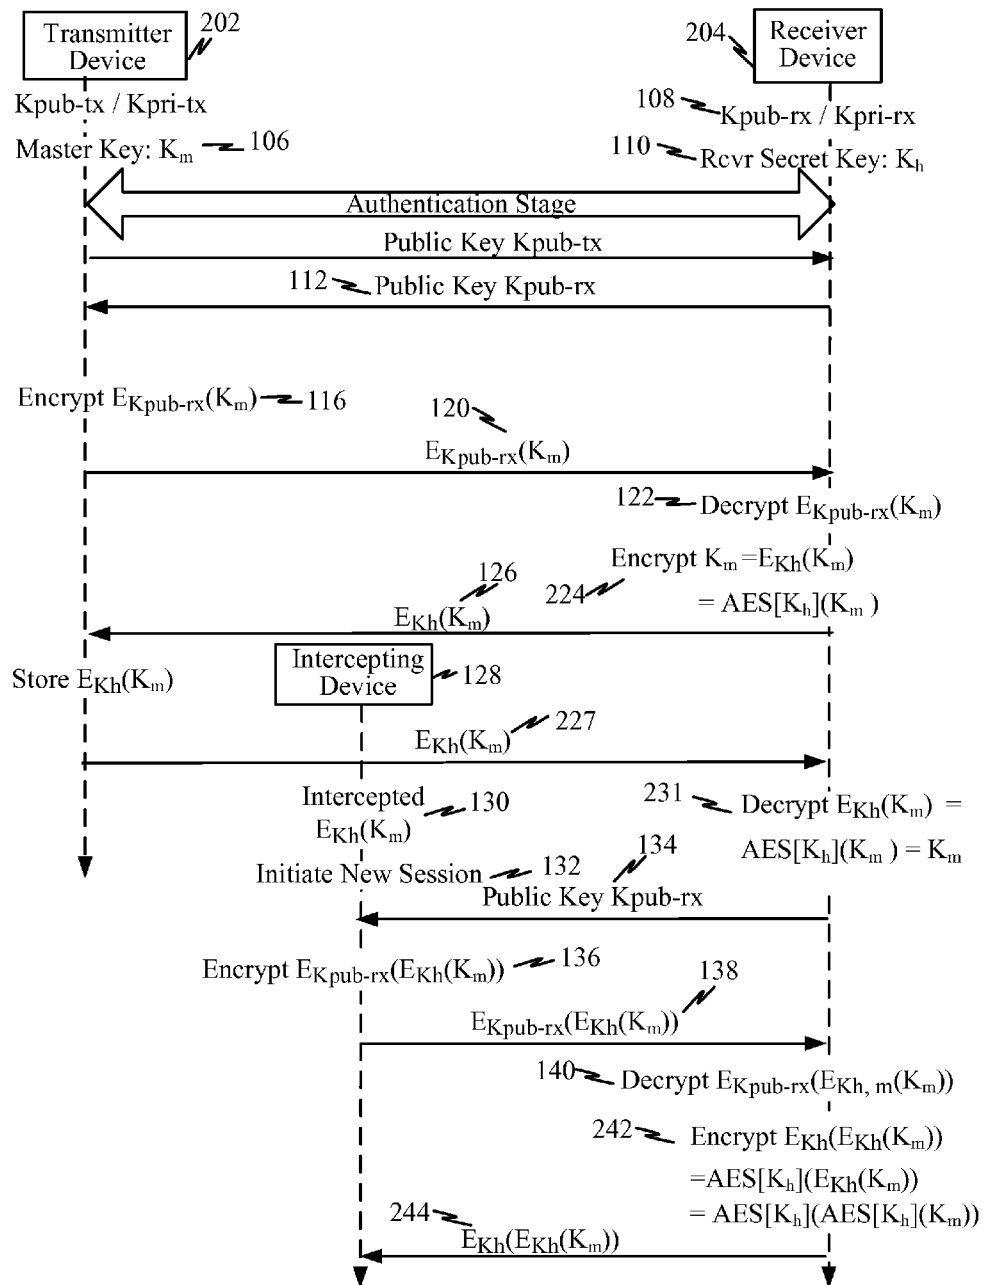 Transmitter
Device
202
Receiver
Device
204
Kpub-tx / Kpri-tx
108
Kpub-rx / Kpri-rx
Master Key: Km
106
110
Rcvr Secret Key: Kh
Authentication Stage
Public Key Kpub-tx
112
Public Key Kpub-rx
Encrypt EKpub-rx(Km)
116
120
EKpub-rx(Km)
122
Decrypt EKpub-rx(Km)
Encrypt Km =EKh(Km)
224
= AES[Kh](Km )
126
EKh(Km)
Store EKh(Km)
Intercepting
Device
128
227
EKh(Km)
Intercepted
EKh(Km)
130
231
Decrypt EKh(Km) =
AES[Kh](Km ) = Km
Initiate New Session
132
134
Public Key Kpub-rx
Encrypt EKpub-rx(EKh(Km))
136
138
EKpub-rx(EKh(Km))
140
Decrypt EKpub-rx(EKh, m(Km))
242
Encrypt EKh(EKh(Km))
=AES[Kh](EKh(Km))
= AES[Kh](AES[Kh](Km))
244
EKh(EKh(Km))